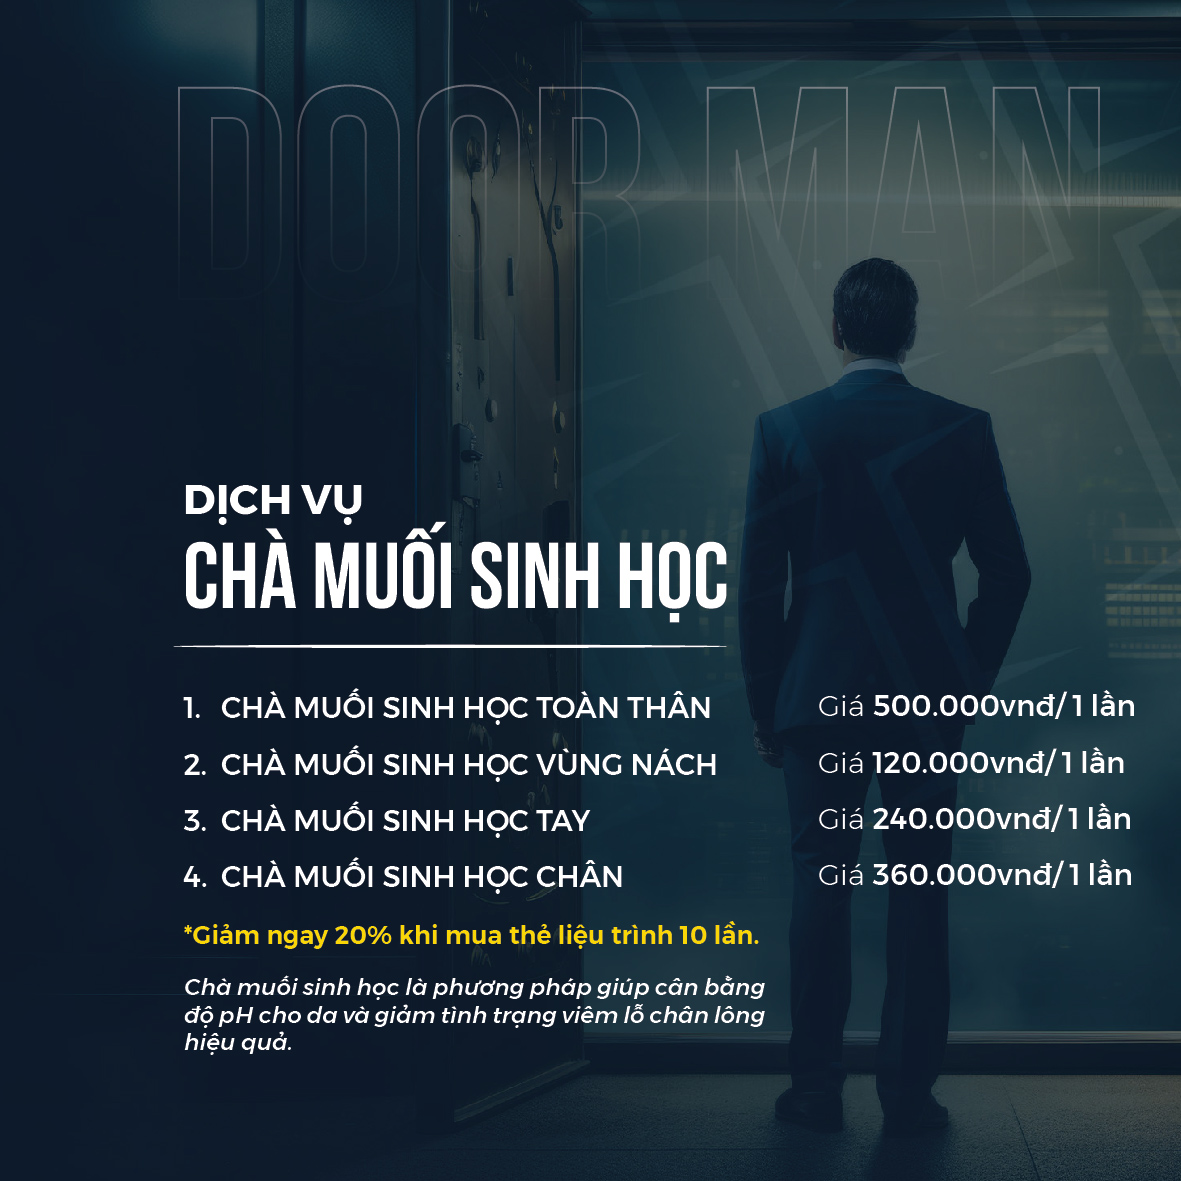 DOOR MAN
DỊCH VỤ
CHÀ MUỐI SINH HỌC
1. CHÀ MUỐI SINH HỌC TOÀN THÂN Giá 500.000vnđ/ 1 lần
2. CHÀ MUỐI SINH HỌC VÙNG NÁCH Giá 120.000vnđ/ 1 lần
3. CHÀ MUỐI SINH HỌC TAY Giá 240.000vnđ/ 1 lần
4. CHÀ MUỐI SINH HỌC CHÂN Giá 360.000vnđ/ 1 lần
*Giảm ngay 20% khi mua thẻ liệu trình 10 lần.
Chà muối sinh học là phương pháp giúp cân bằng
độ pH cho da và giảm tình trạng viêm lỗ chân lông
hiệu quả.